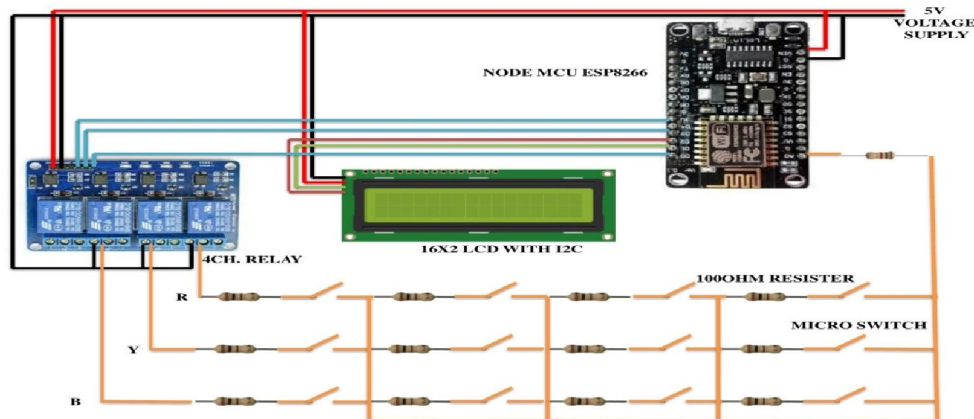 5V
VOLTAGE
SUPPLY
NODE MCU ESP8266
16X2 LCD WITH I2C
4CH. RELAY
100OHM RESISTER
R
MICRO SWITCH
Y
B